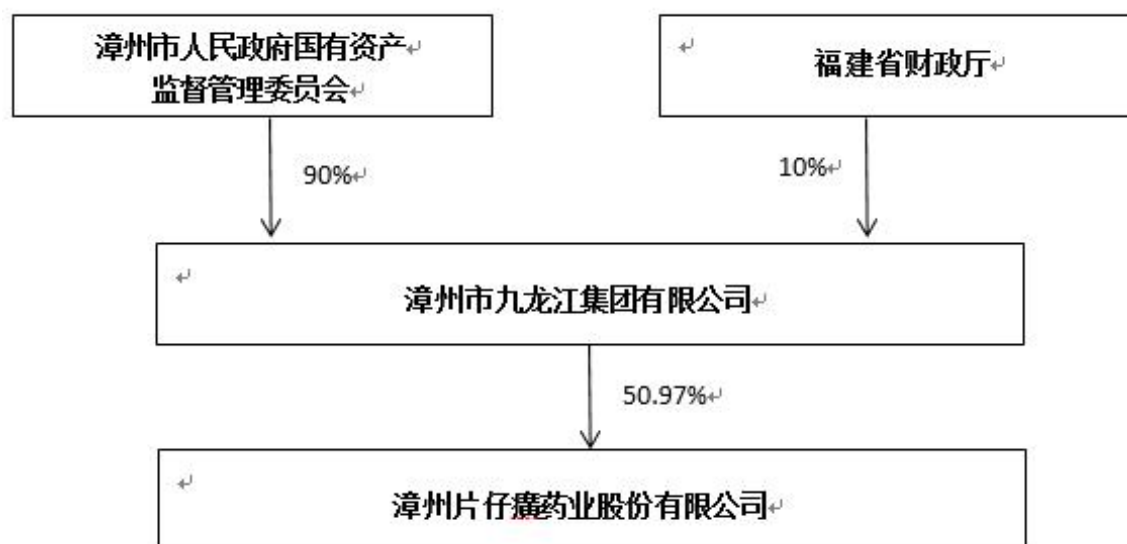 漳州市人民政府国有资产
监督管理委员会
福建省财政厅
90%
10%
漳州市九龙江集团有限公司
50.97%
漳州片仔癀药业股份有限公司